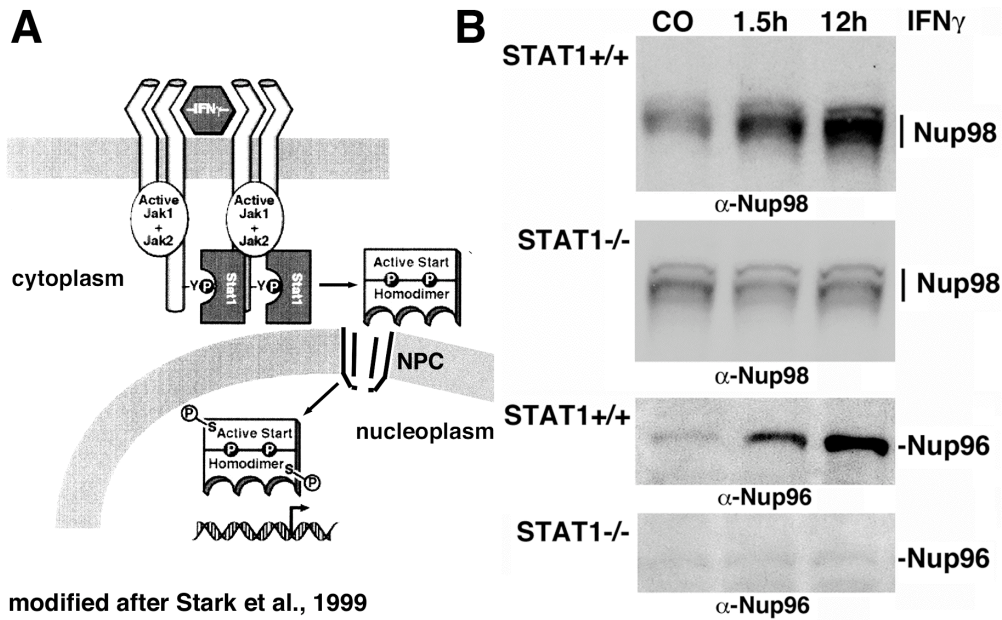 A
IFNγ
Active
Jak1
+
Jak2
Active
Jak1
+
Jak2
cytoplasm
Y P Stat1
Y P Stat1
Active Start
P P
Homodimer
NPC
nucleoplasm
P S
Active Start
P P
Homodimer
S P
modified after Stark et al., 1999
B
CO 1.5h 12h IFNγ
STAT1+/+
Nup98
α-Nup98
STAT1-/-
Nup98
α-Nup98
STAT1+/+
-Nup96
α-Nup96
STAT1-/-
-Nup96
α-Nup96